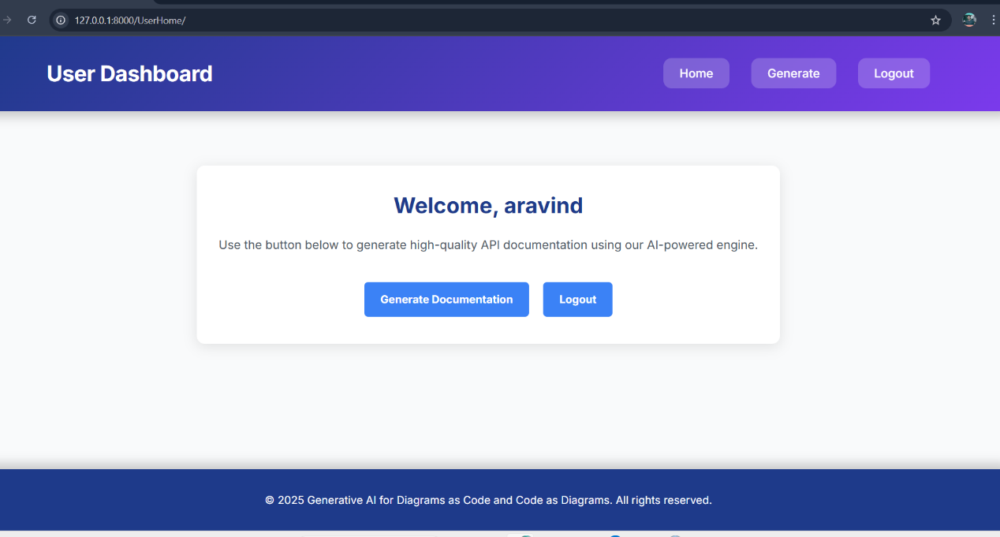 127.0.0.1:8000/UserHome/
User Dashboard
Home
Generate
Logout
Welcome, aravind
Use the button below to generate high-quality API documentation using our AI-powered engine.
Generate Documentation
Logout
© 2025 Generative AI for Diagrams as Code and Code as Diagrams. All rights reserved.